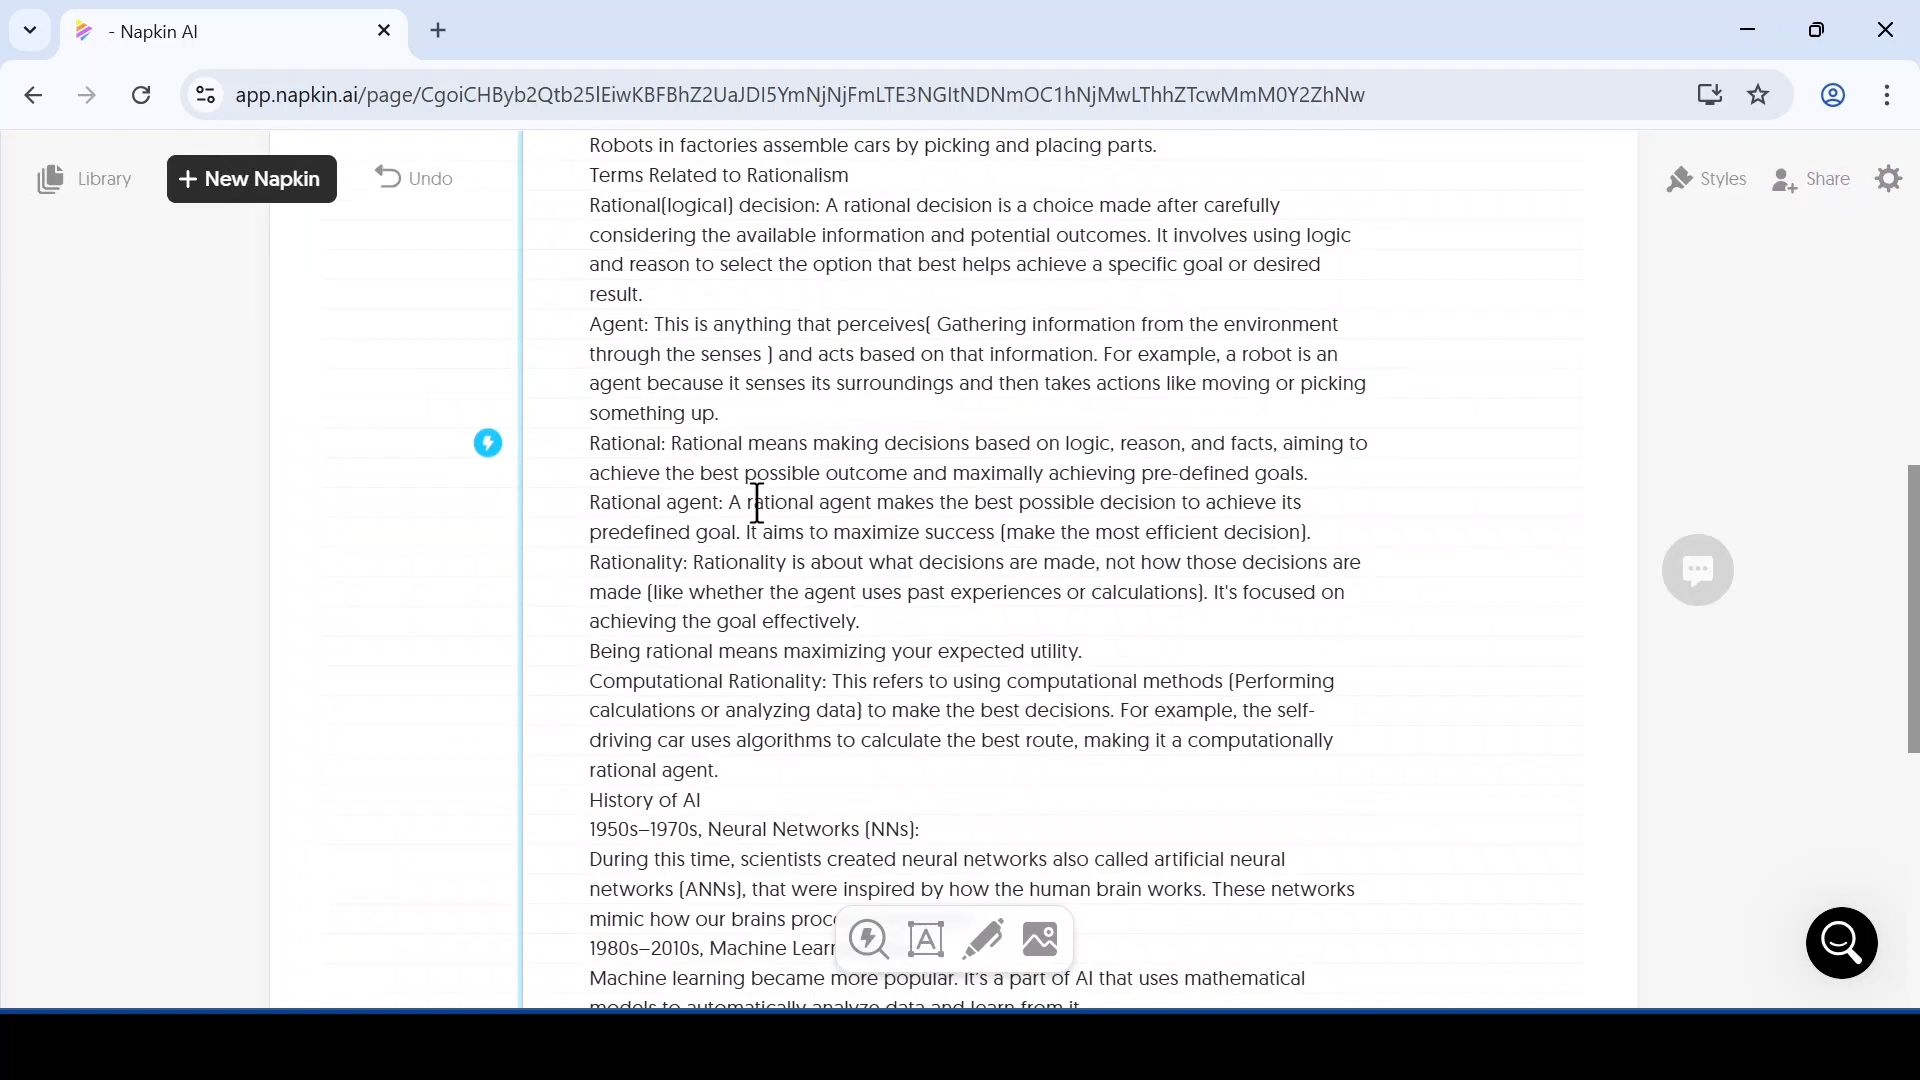 - Napkin AI
app.napkin.ai/page/CgoiCHByb2Qtb25lEiwKBFBhZ2UaJDI5YmNjNjFmLTE3NGItNDNmOC1hNjMwLThhZTcwMmM0Y2ZhNw
Library
+ New Napkin
Undo
Styles
Share
Robots in factories assemble cars by picking and placing parts.
Terms Related to Rationalism
Rational(logical) decision: A rational decision is a choice made after carefully
considering the available information and potential outcomes. It involves using logic
and reason to select the option that best helps achieve a specific goal or desired
result.
Agent: This is anything that perceives( Gathering information from the environment
through the senses ) and acts based on that information. For example, a robot is an
agent because it senses its surroundings and then takes actions like moving or picking
something up.
Rational: Rational means making decisions based on logic, reason, and facts, aiming to
achieve the best possible outcome and maximally achieving pre-defined goals.
Rational agent: A rational agent makes the best possible decision to achieve its
predefined goal. It aims to maximize success (make the most efficient decision).
Rationality: Rationality is about what decisions are made, not how those decisions are
made (like whether the agent uses past experiences or calculations). It's focused on
achieving the goal effectively.
Being rational means maximizing your expected utility.
Computational Rationality: This refers to using computational methods (Performing
calculations or analyzing data) to make the best decisions. For example, the self-
driving car uses algorithms to calculate the best route, making it a computationally
rational agent.
History of AI
1950s–1970s, Neural Networks (NNs):
During this time, scientists created neural networks also called artificial neural
networks (ANNs), that were inspired by how the human brain works. These networks
mimic how our brains
1980s–2010s, Machine
Machine learning became more popular. It's a part of AI that uses mathematical
models to automatically analyze data and learn from it.